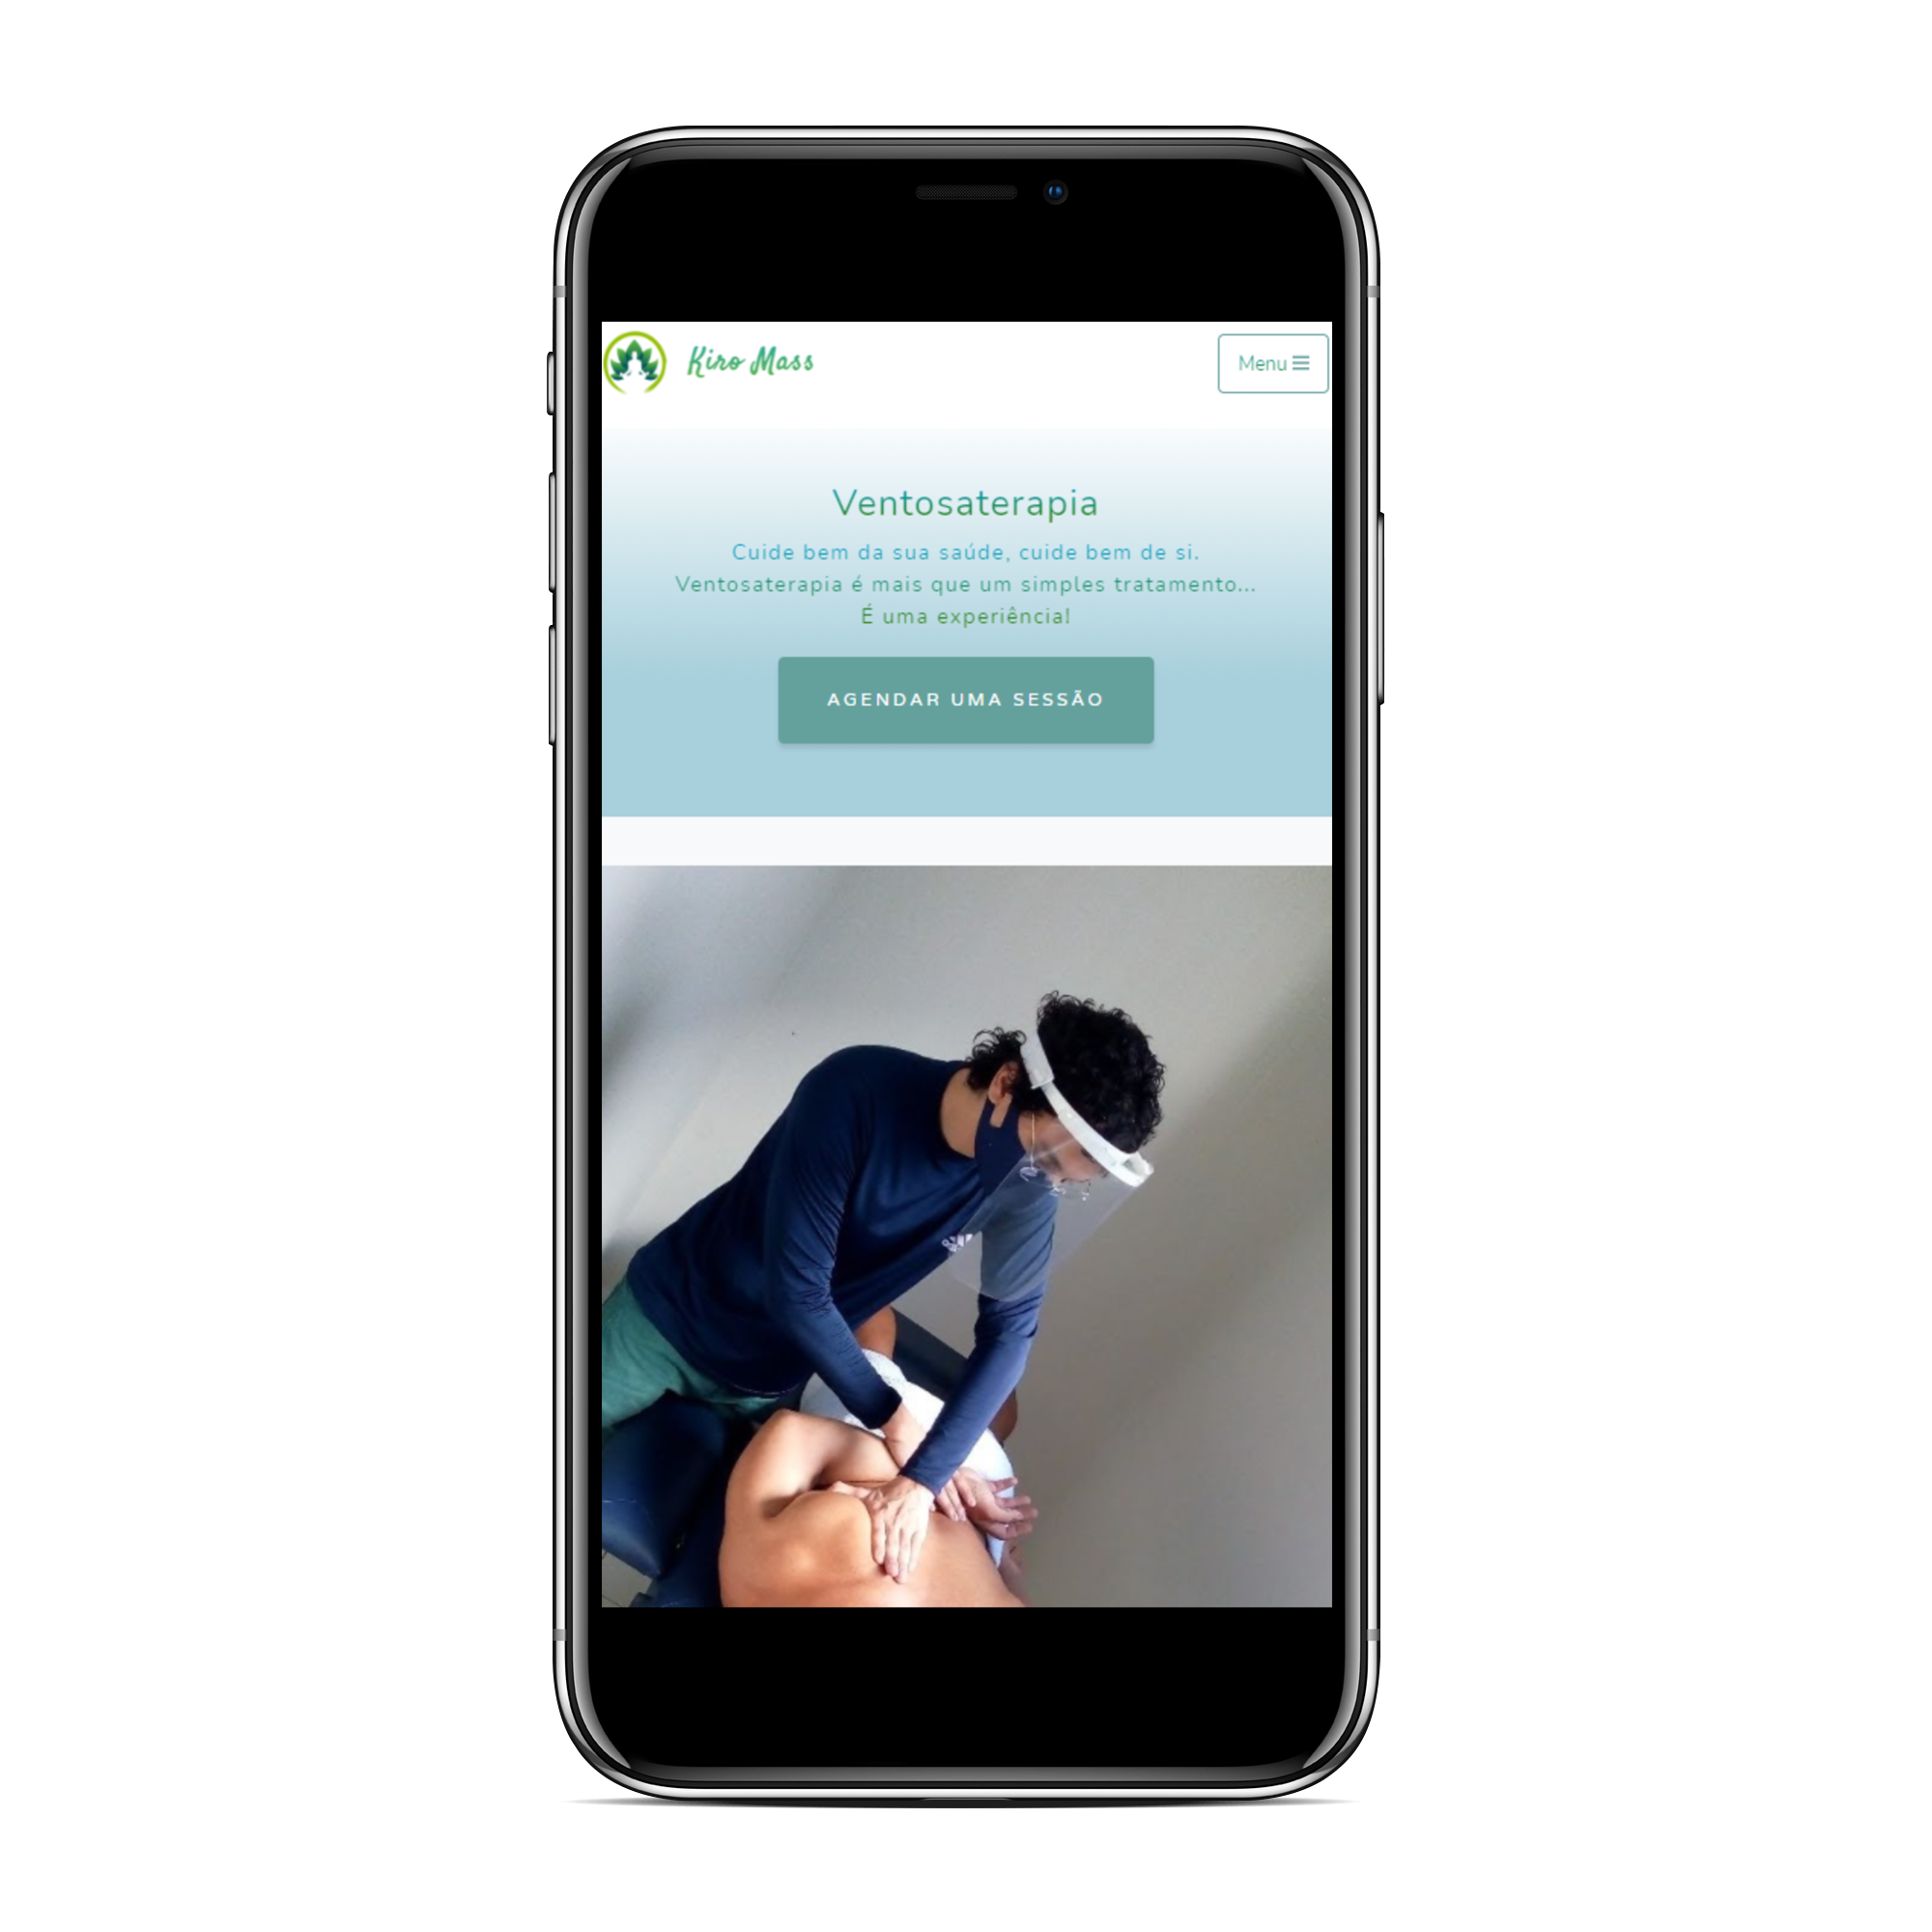 Kiro Mass
Menu
Ventosaterapia
Cuide bem da sua saúde, cuide bem de si.
Ventosaterapia é mais que um simples tratamento...
É uma experiência!
AGENDAR UMA SESSÃO